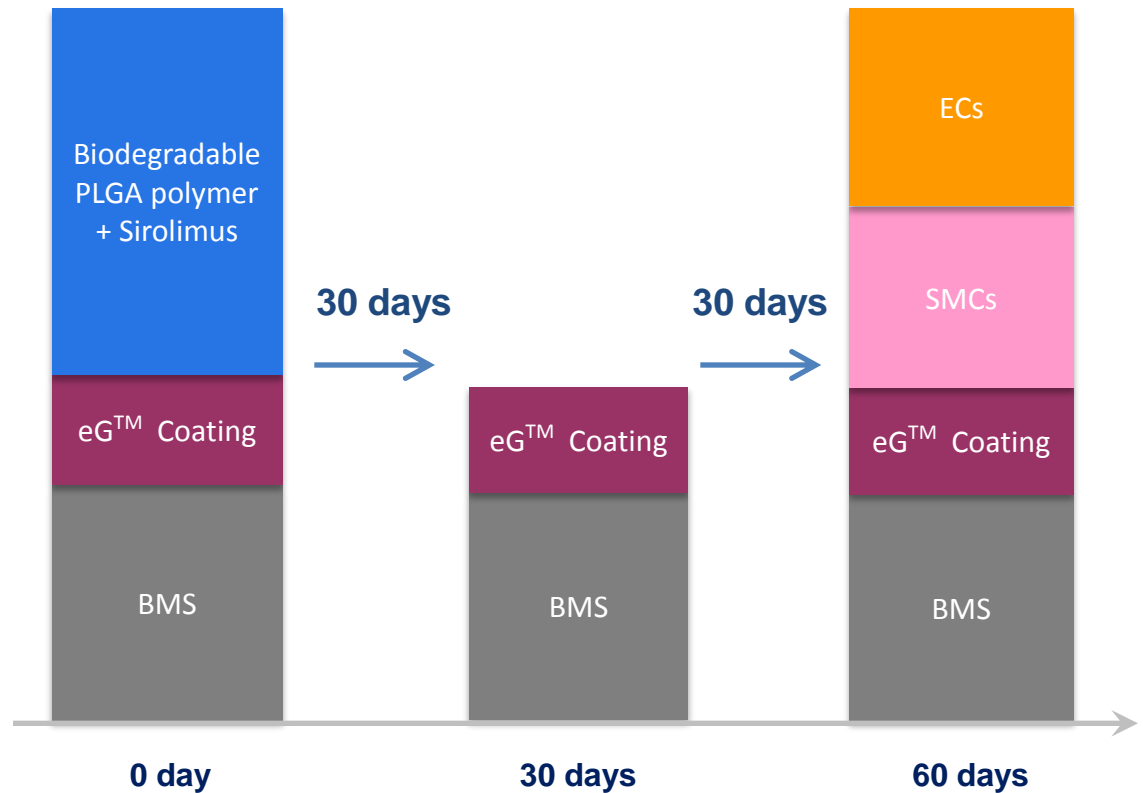 Biodegradable
PLGA polymer
+ Sirolimus
eG™ Coating
BMS
30 days
eG™ Coating
BMS
30 days
ECs
SMCs
eG™ Coating
BMS
0 day
30 days
60 days